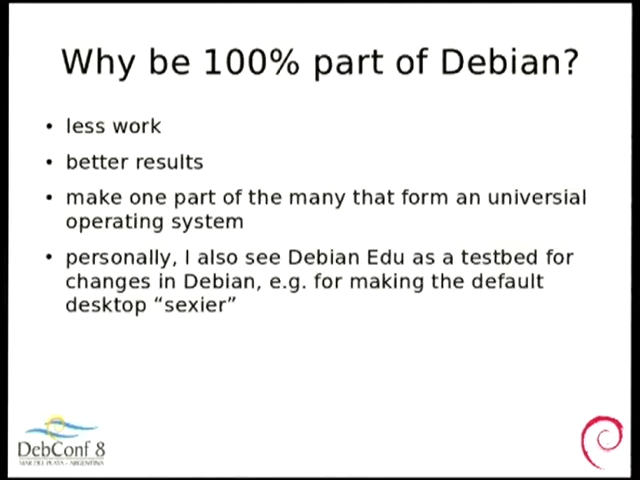 Why be 100% part of Debian?
• less work
• better results
• make one part of the many that form an universial
operating system
• personally, I also see Debian Edu as a testbed for
changes in Debian, e.g. for making the default
desktop “sexier”
DebConf 8
MAR DEL PLATA - ARGENTINA